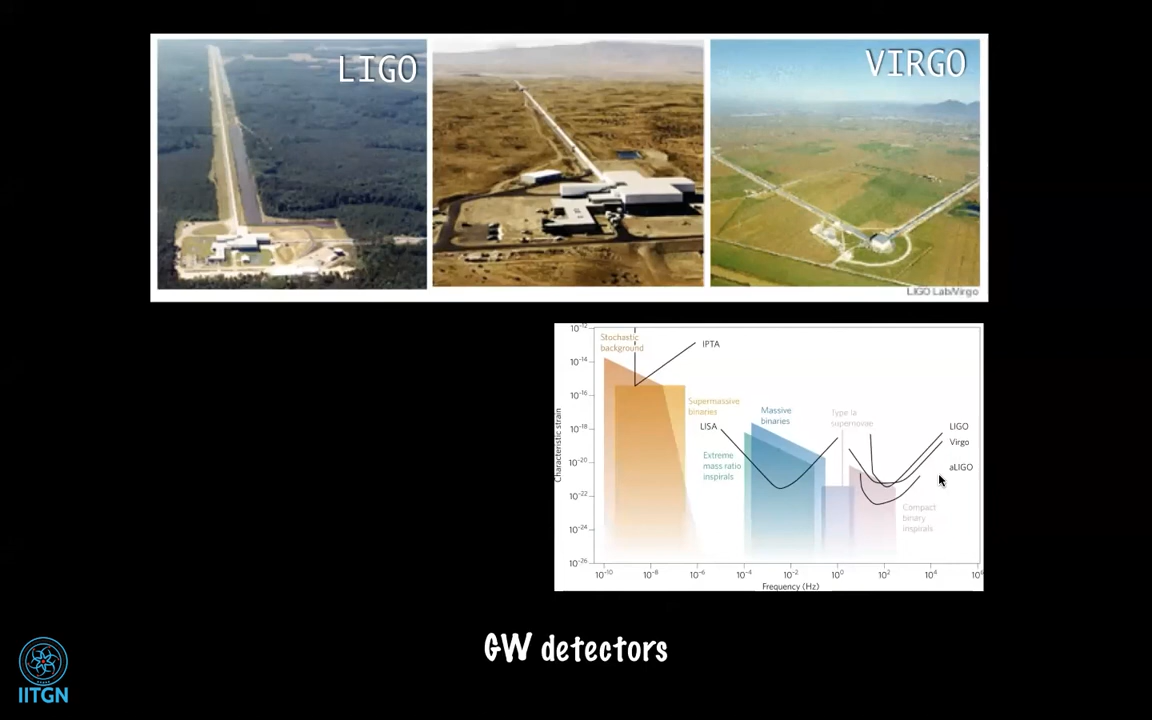 LIGO
VIRGO
LIGO Lab/Virgo
10-12
10-14
10-16
10-18
10-20
10-22
10-24
10-26
Characteristic strain
Stochastic
background
IPTA
Supermassive
binaries
LISA
Extreme
mass ratio
inspirals
Massive
binaries
Type Ia
supernovae
LIGO
Virgo
aLIGO
Compact
binary
inspirals
10-10 10-8 10-6 10-4 10-2 100 102 104 106
Frequency (Hz)
GW detectors
IITGN